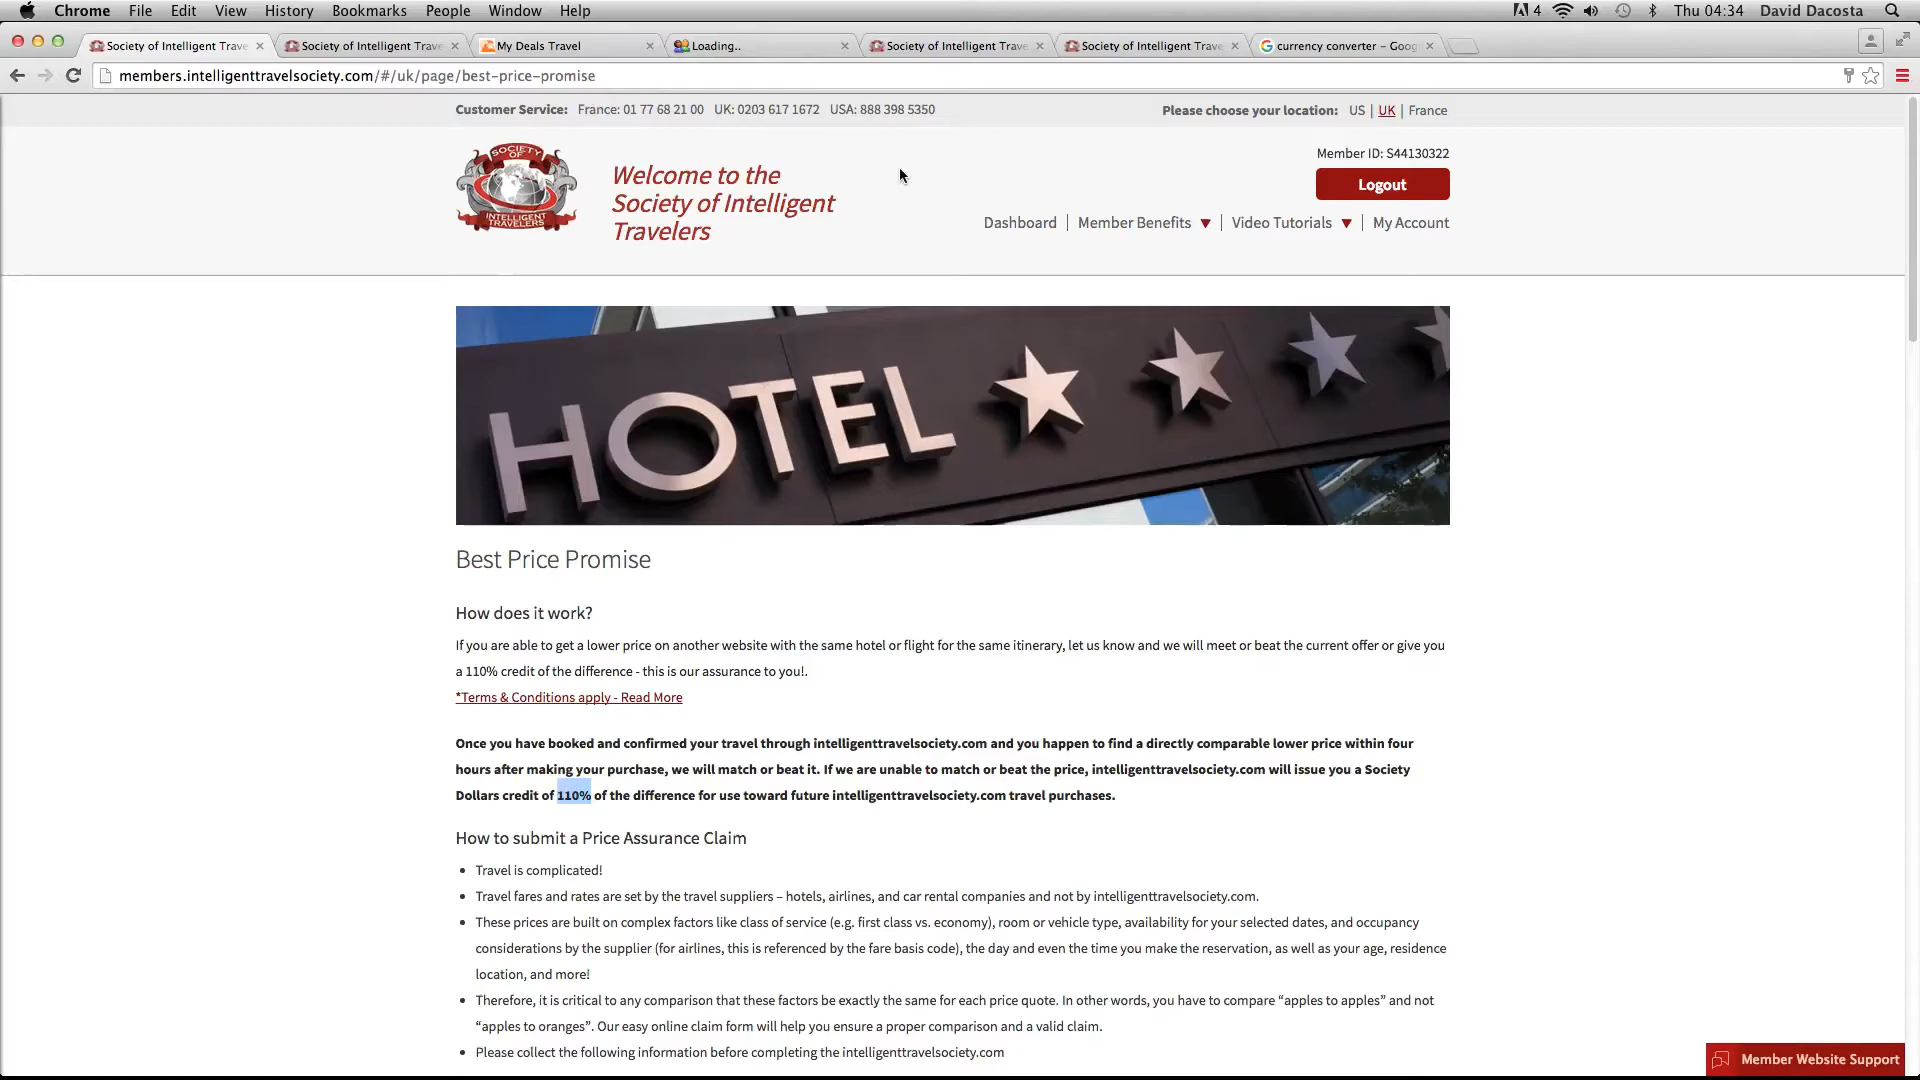 Chrome File Edit View History Bookmarks People Window Help 4 Thu 04:34 David Dacosta
Society of Intelligent Trave Society of Intelligent Trave My Deals Travel Loading.. Society of Intelligent Trave Society of Intelligent Trave currency converter – Goog
members.intelligenttravelsociety.com/#/uk/page/best-price-promise
Customer Service: France: 01 77 68 21 00 UK: 0203 617 1672 USA: 888 398 5350 Please choose your location: US | UK | France
SOCIETY OF
INTELLIGENT TRAVELERS
Welcome to the
Society of Intelligent
Travelers
Member ID: S44130322
Logout
Dashboard | Member Benefits | Video Tutorials | My Account
HOTEL
Best Price Promise
How does it work?
If you are able to get a lower price on another website with the same hotel or flight for the same itinerary, let us know and we will meet or beat the current offer or give you
a 110% credit of the difference - this is our assurance to you!.
*Terms & Conditions apply - Read More
Once you have booked and confirmed your travel through intelligenttravelsociety.com and you happen to find a directly comparable lower price within four
hours after making your purchase, we will match or beat it. If we are unable to match or beat the price, intelligenttravelsociety.com will issue you a Society
Dollars credit of 110% of the difference for use toward future intelligenttravelsociety.com travel purchases.
How to submit a Price Assurance Claim
• Travel is complicated!
• Travel fares and rates are set by the travel suppliers – hotels, airlines, and car rental companies and not by intelligenttravelsociety.com.
• These prices are built on complex factors like class of service (e.g. first class vs. economy), room or vehicle type, availability for your selected dates, and occupancy
considerations by the supplier (for airlines, this is referenced by the fare basis code), the day and even the time you make the reservation, as well as your age, residence
location, and more!
• Therefore, it is critical to any comparison that these factors be exactly the same for each price quote. In other words, you have to compare “apples to apples” and not
“apples to oranges”. Our easy online claim form will help you ensure a proper comparison and a valid claim.
• Please collect the following information before completing the intelligenttravelsociety.com
Member Website Support